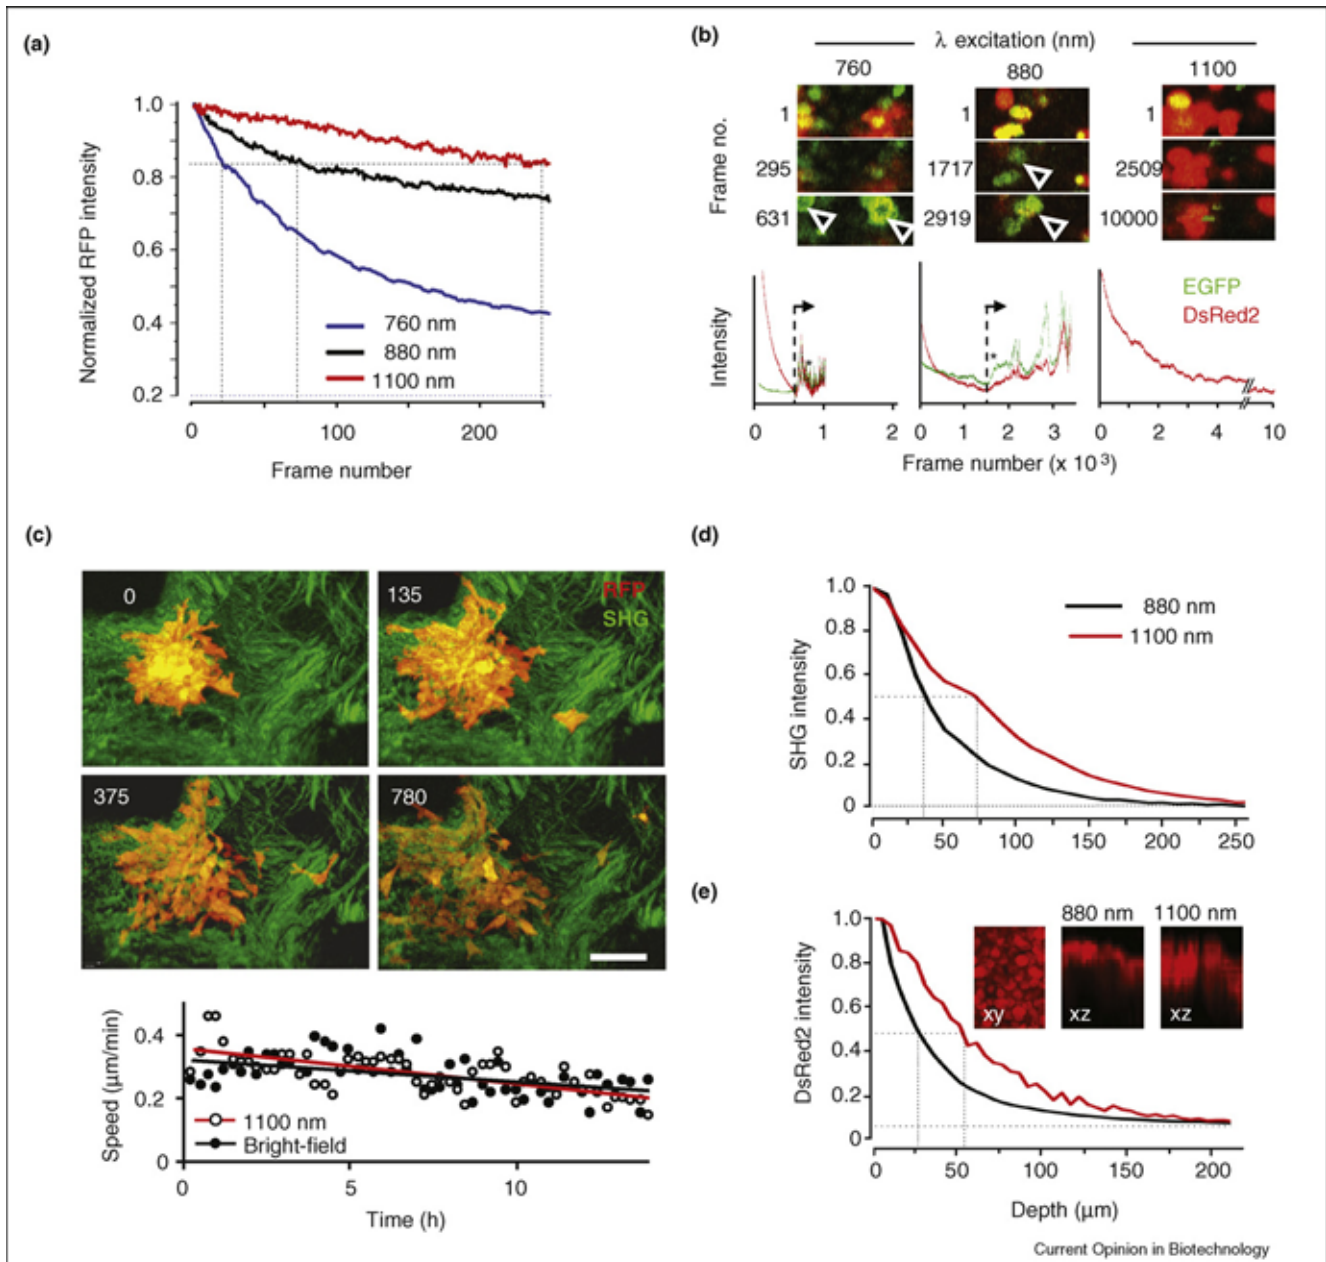 (a)
Normalized RFP intensity
1.0
0.8
0.6
0.4
0.2
760 nm
880 nm
1100 nm
0
100
200
Frame number
(b)
λ excitation (nm)
760
880
1100
Frame no.
1
295
631
1
1717
2919
1
2509
10000
EGFP
DsRed2
Intensity
*
*
0 1 2
0 1 2 3
0 2 4 10
Frame number (x 10³)
(c)
0
135
RFP
SHG
375
780
Speed (µm/min)
0.4
0.2
0
1100 nm
Bright-field
0 5 10
Time (h)
(d)
SHG intensity
1.0
0.8
0.6
0.4
0.2
0
880 nm
1100 nm
0 50 100 150 200 250
(e)
DsRed2 intensity
1.0
0.8
0.6
0.4
0.2
0
880 nm 1100 nm
xy
xz
xz
0 50 100 150 200
Depth (µm)
Current Opinion in Biotechnology